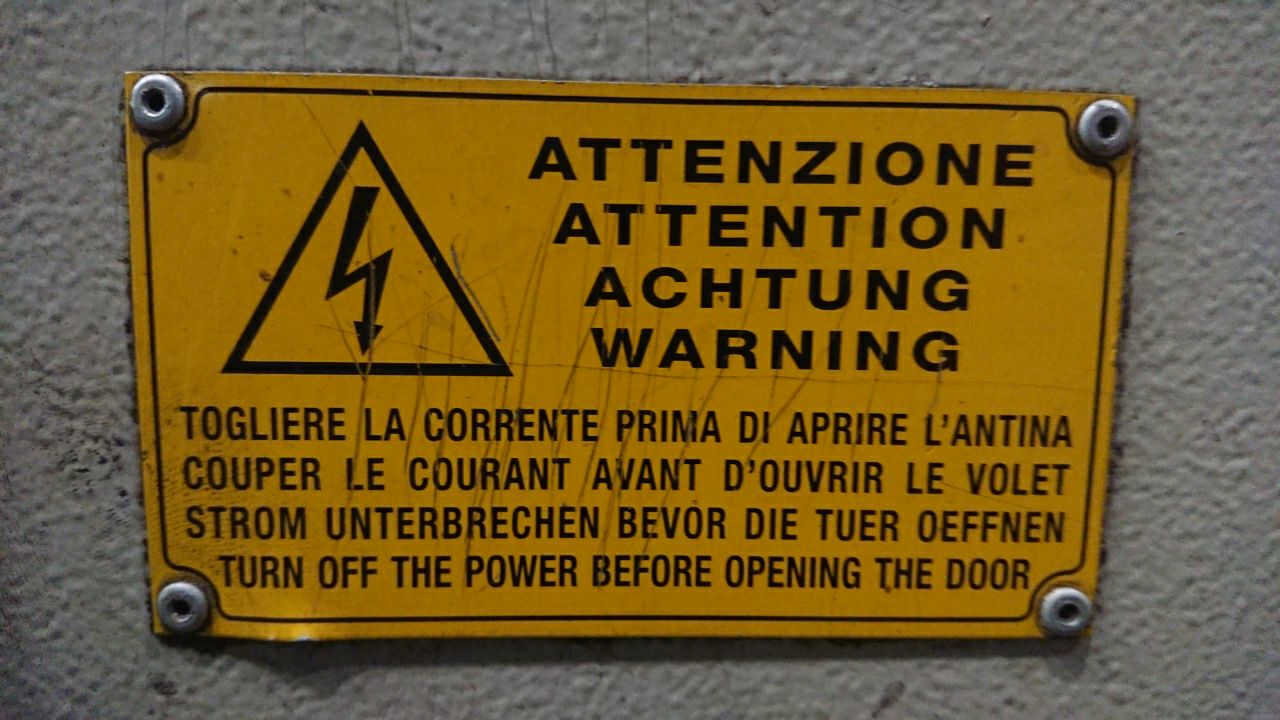 ATTENZIONE
ATTENTION
ACHTUNG
WARNING
TOGLIERE LA CORRENTE PRIMA DI APRIRE L'ANTINA
COUPER LE COURANT AVANT D'OUVRIR LE VOLET
STROM UNTERBRECHEN BEVOR DIE TUER OEFFNEN
TURN OFF THE POWER BEFORE OPENING THE DOOR